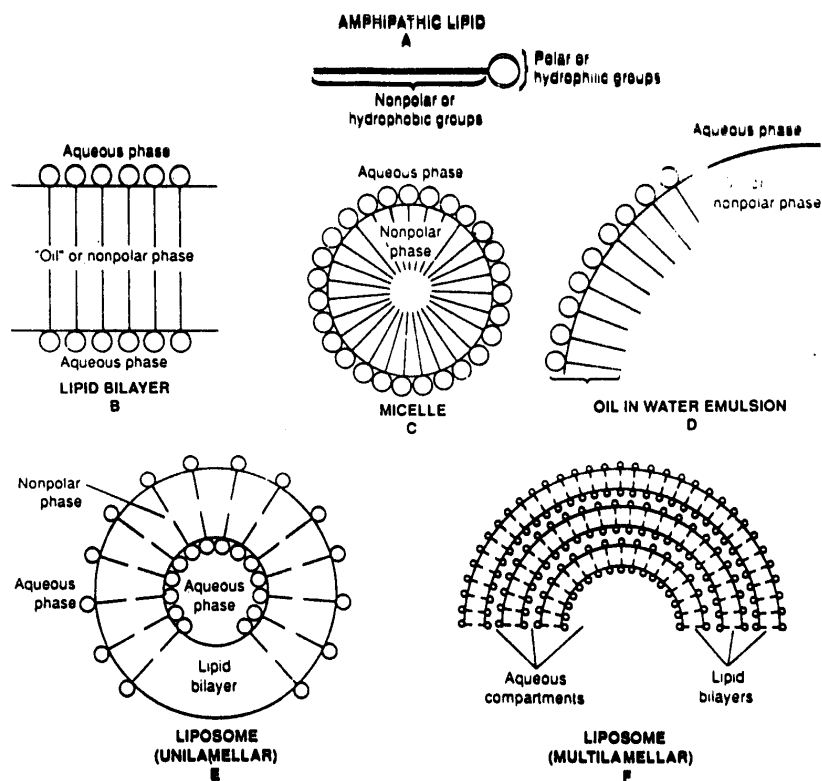 AMPHIPATHIC LIPID
A
Polar or
hydrophilic groups
Nonpolar or
hydrophobic groups
Aqueous phase
"Oil" or nonpolar phase
Aqueous phase
LIPID BILAYER
B
Aqueous phase
Nonpolar
phase
MICELLE
C
Aqueous phase
nonpolar phase
OIL IN WATER EMULSION
D
Nonpolar
phase
Aqueous
phase
Aqueous
phase
Lipid
bilayer
LIPOSOME
(UNILAMELLAR)
E
Aqueous
compartments
Lipid
bilayers
LIPOSOME
(MULTILAMELLAR)
F